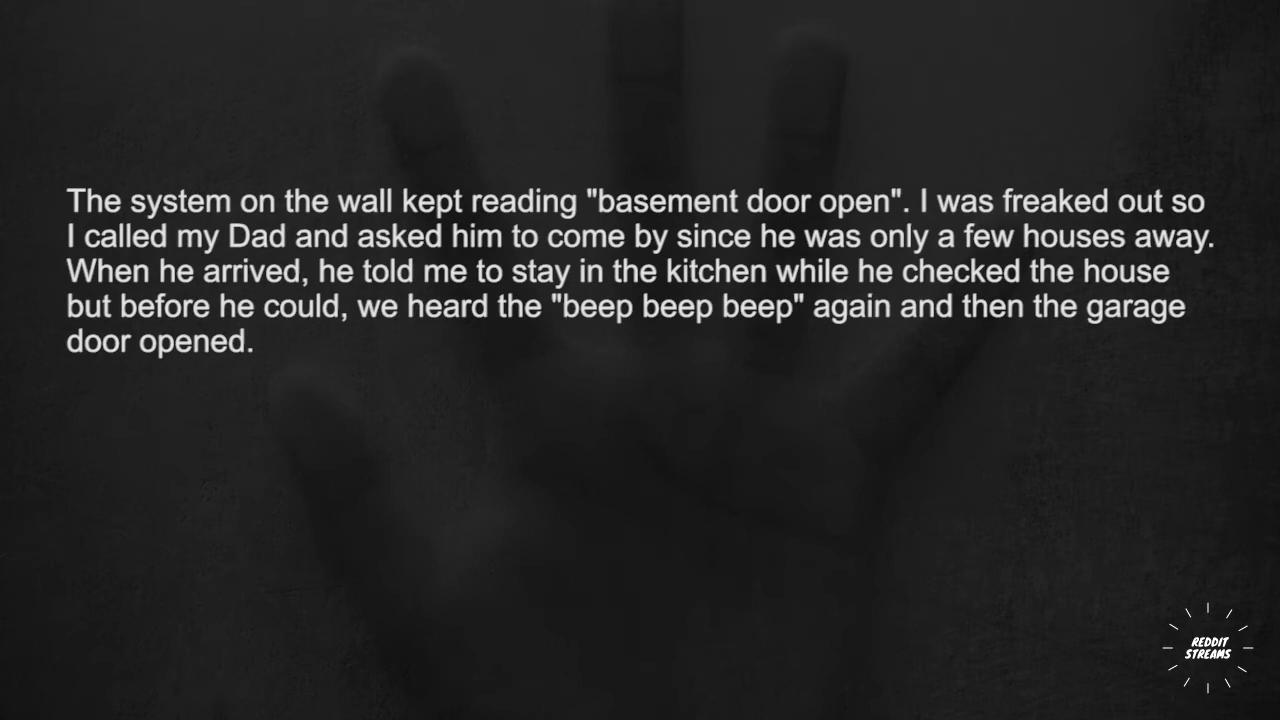 The system on the wall kept reading "basement door open". I was freaked out so
I called my Dad and asked him to come by since he was only a few houses away.
When he arrived, he told me to stay in the kitchen while he checked the house
but before he could, we heard the "beep beep beep" again and then the garage
door opened.
REDDIT
STREAMS